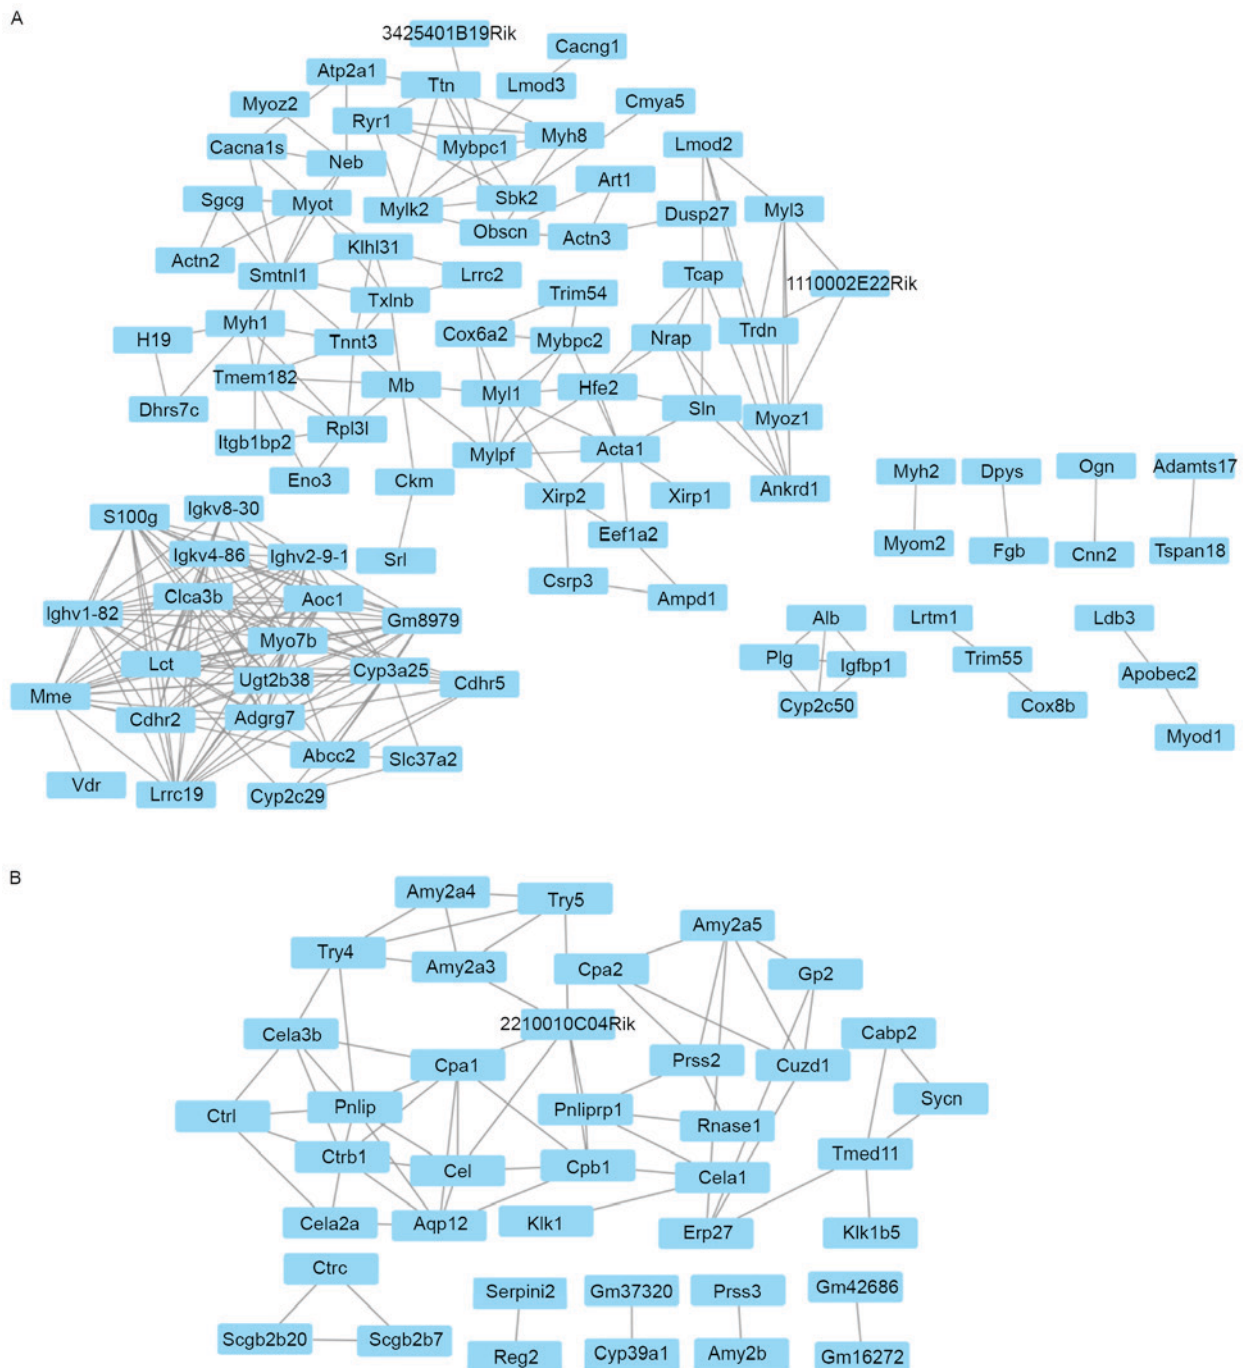 A
3425401B19Rik
Cacng1
Atp2a1
Ttn
Lmod3
Myoz2
Cmya5
Ryr1
Myh8
Cacna1s
Mybpc1
Lmod2
Neb
Art1
Sgcg
Myot
Mylk2
Sbk2
Dusp27
Myl3
Obscn
Actn3
Klhl31
Actn2
Smtnl1
Lrrc2
Tcap
1110002E22Rik
Txlnb
Trim54
H19
Myh1
Tnnt3
Cox6a2
Mybpc2
Nrap
Trdn
Tmem182
Mb
Myl1
Hfe2
Dhrs7c
Sln
Myoz1
Itgb1bp2
Rpl3l
Mylpf
Acta1
Eno3
Ckm
Xirp2
Xirp1
Ankrd1
Myh2
Dpys
Ogn
Adamts17
S100g
Igkv8-30
Eef1a2
Myom2
Fgb
Cnn2
Tspan18
Igkv4-86
Ighv2-9-1
Srl
Csrp3
Ampd1
Clca3b
Aoc1
Ighv1-82
Gm8979
Alb
Lrtm1
Ldb3
Myo7b
Lct
Cyp3a25
Plg
Igfbp1
Trim55
Apobec2
Ugt2b38
Cdhr5
Mme
Cyp2c50
Cox8b
Cdhr2
Adgrg7
Myod1
Abcc2
Slc37a2
Vdr
Lrrc19
Cyp2c29
B
Amy2a4
Try5
Amy2a5
Try4
Amy2a3
Cpa2
Gp2
2210010C04Rik
Cela3b
Cabp2
Cpa1
Prss2
Cuzd1
Sycn
Ctrl
Pnlip
Pnliprp1
Rnase1
Ctrb1
Cel
Cpb1
Cela1
Tmed11
Cela2a
Aqp12
Klk1
Erp27
Klk1b5
Ctrc
Serpini2
Gm37320
Prss3
Gm42686
Scgb2b20
Scgb2b7
Reg2
Cyp39a1
Amy2b
Gm16272